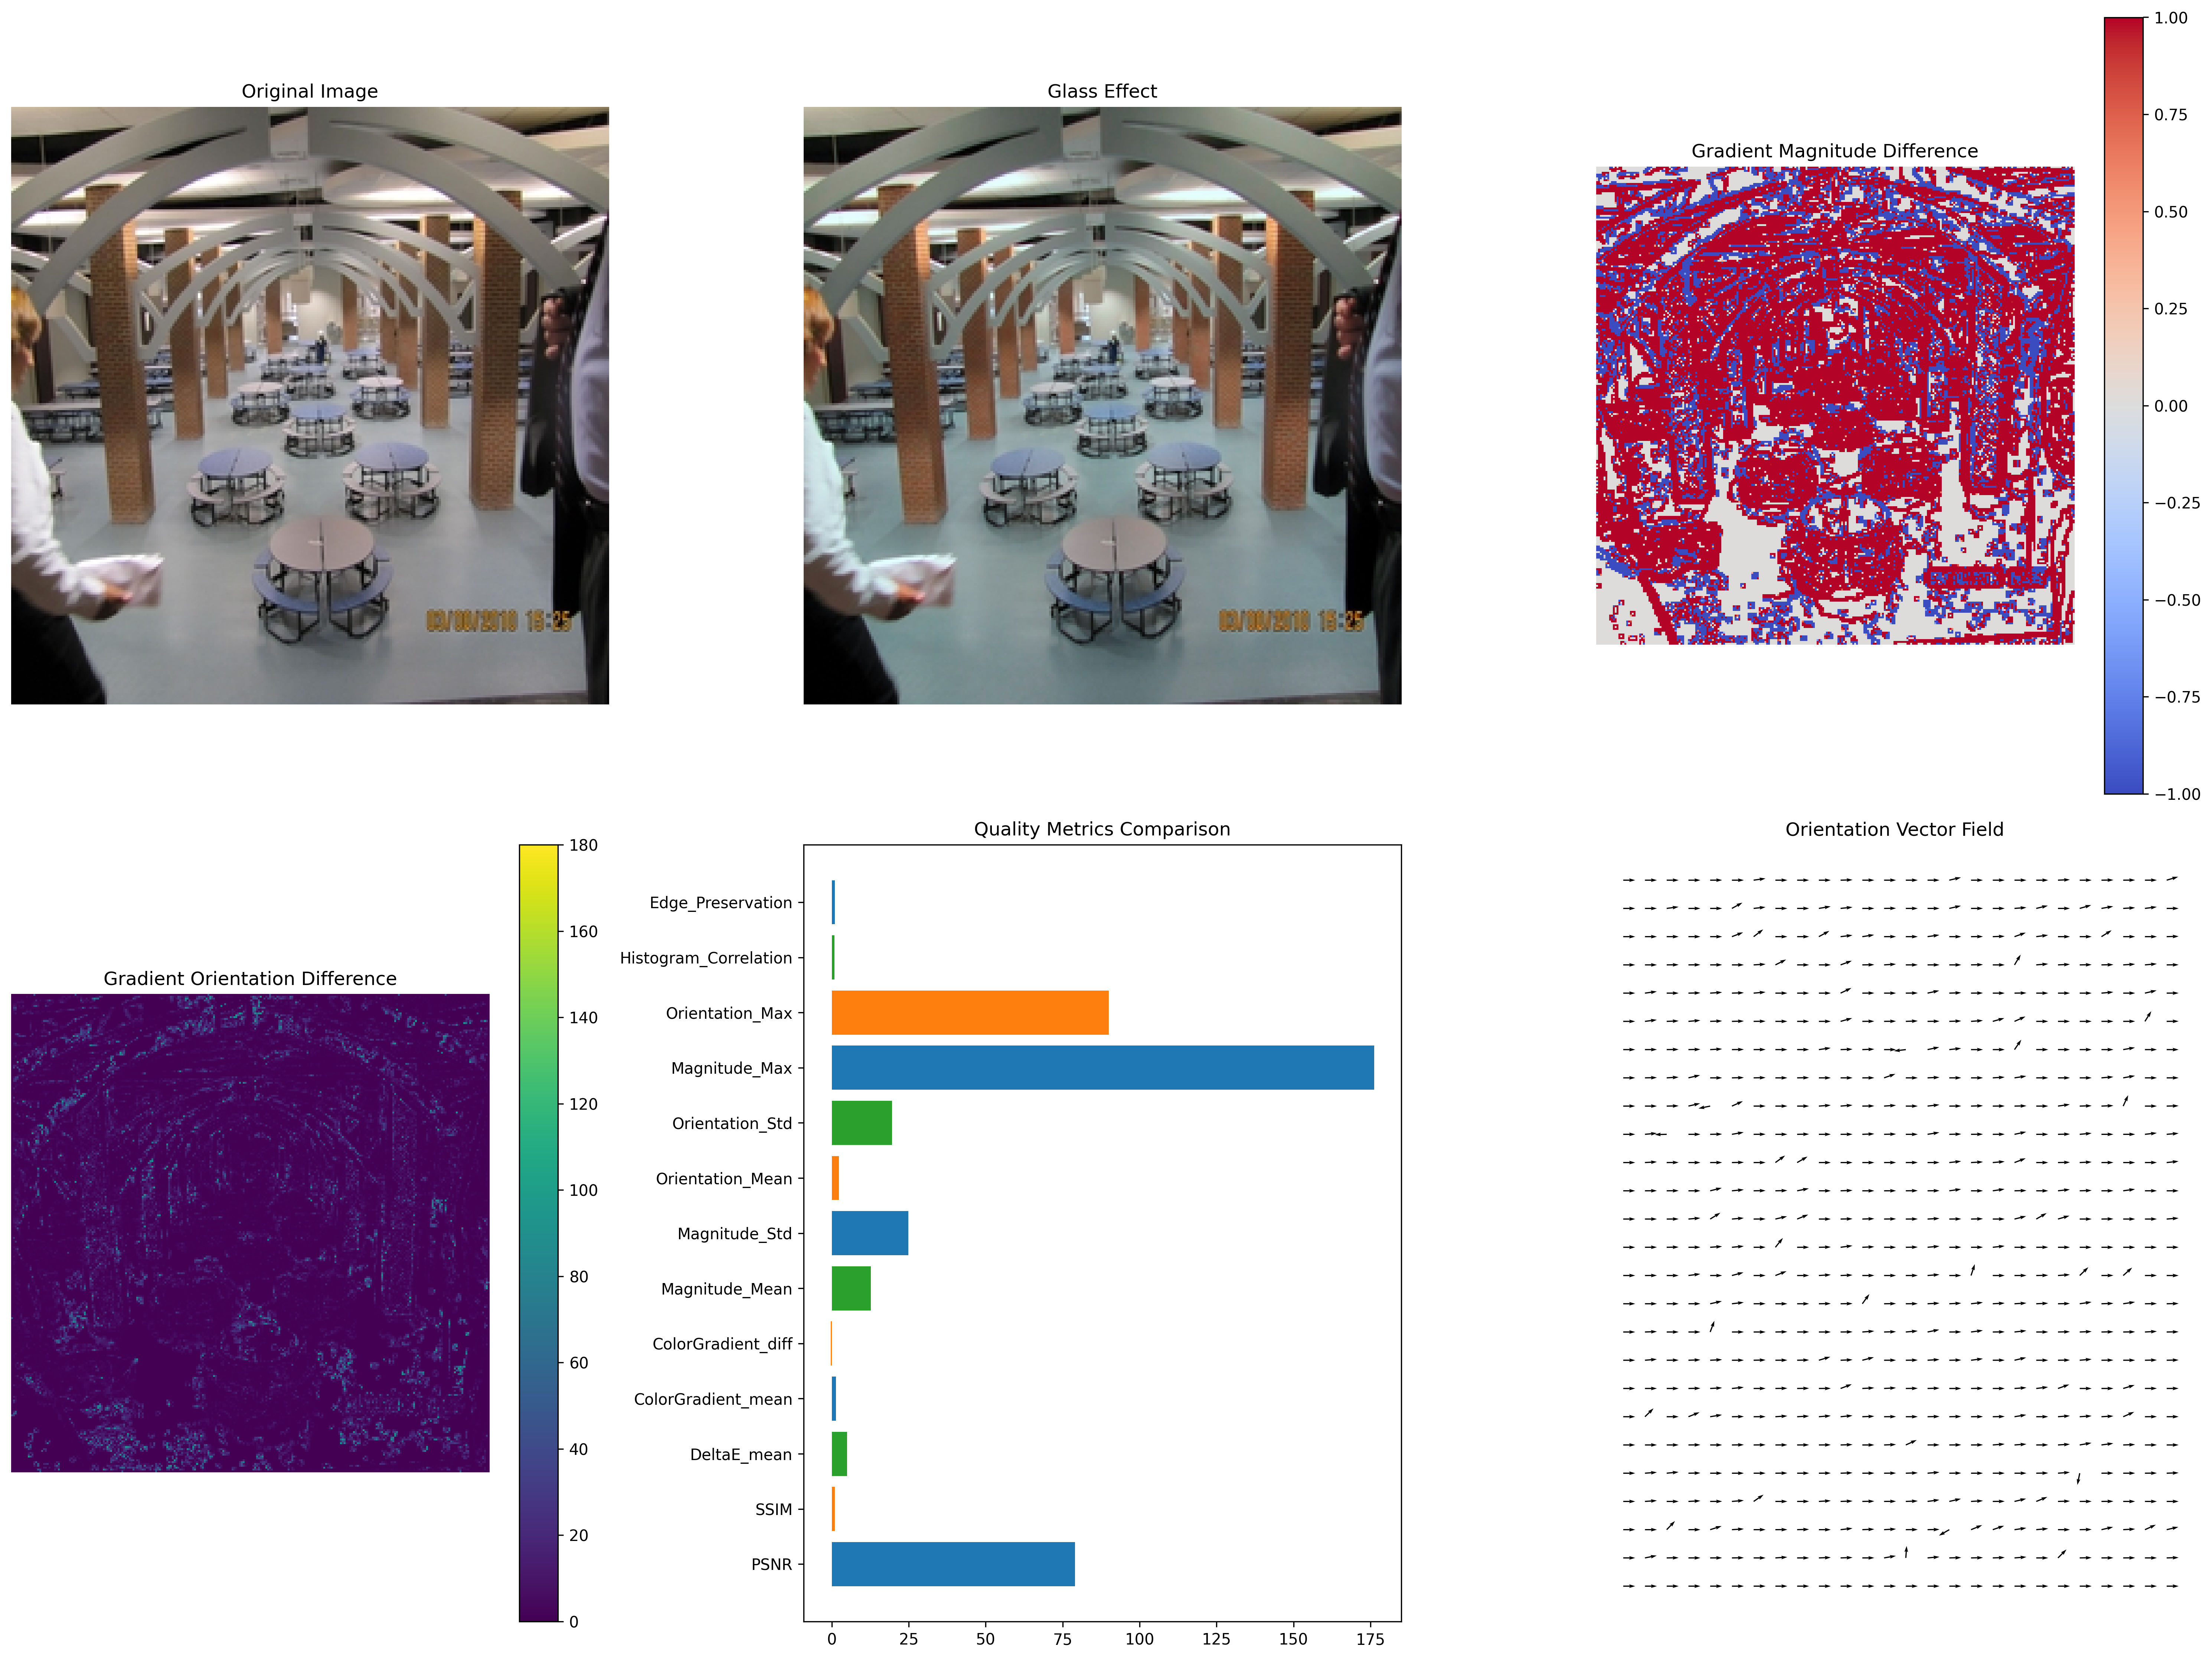 Original Image
Glass Effect
Gradient Magnitude Difference
1.00
0.75
0.50
0.25
0.00
−0.25
−0.50
−0.75
−1.00
Gradient Orientation Difference
180
160
140
120
100
80
60
40
20
0
Quality Metrics Comparison
Edge_Preservation
Histogram_Correlation
Orientation_Max
Magnitude_Max
Orientation_Std
Orientation_Mean
Magnitude_Std
Magnitude_Mean
ColorGradient_diff
ColorGradient_mean
DeltaE_mean
SSIM
PSNR
0 25 50 75 100 125 150 175
Orientation Vector Field